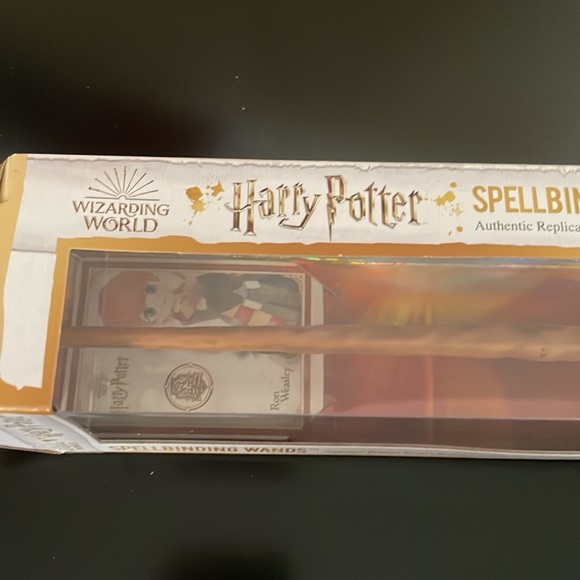 WIZARDING
WORLD
Harry Potter
SPELLBIN
Authentic Replica
Harry Potter
Ron
Weasley
SPELLBINDING WANDS